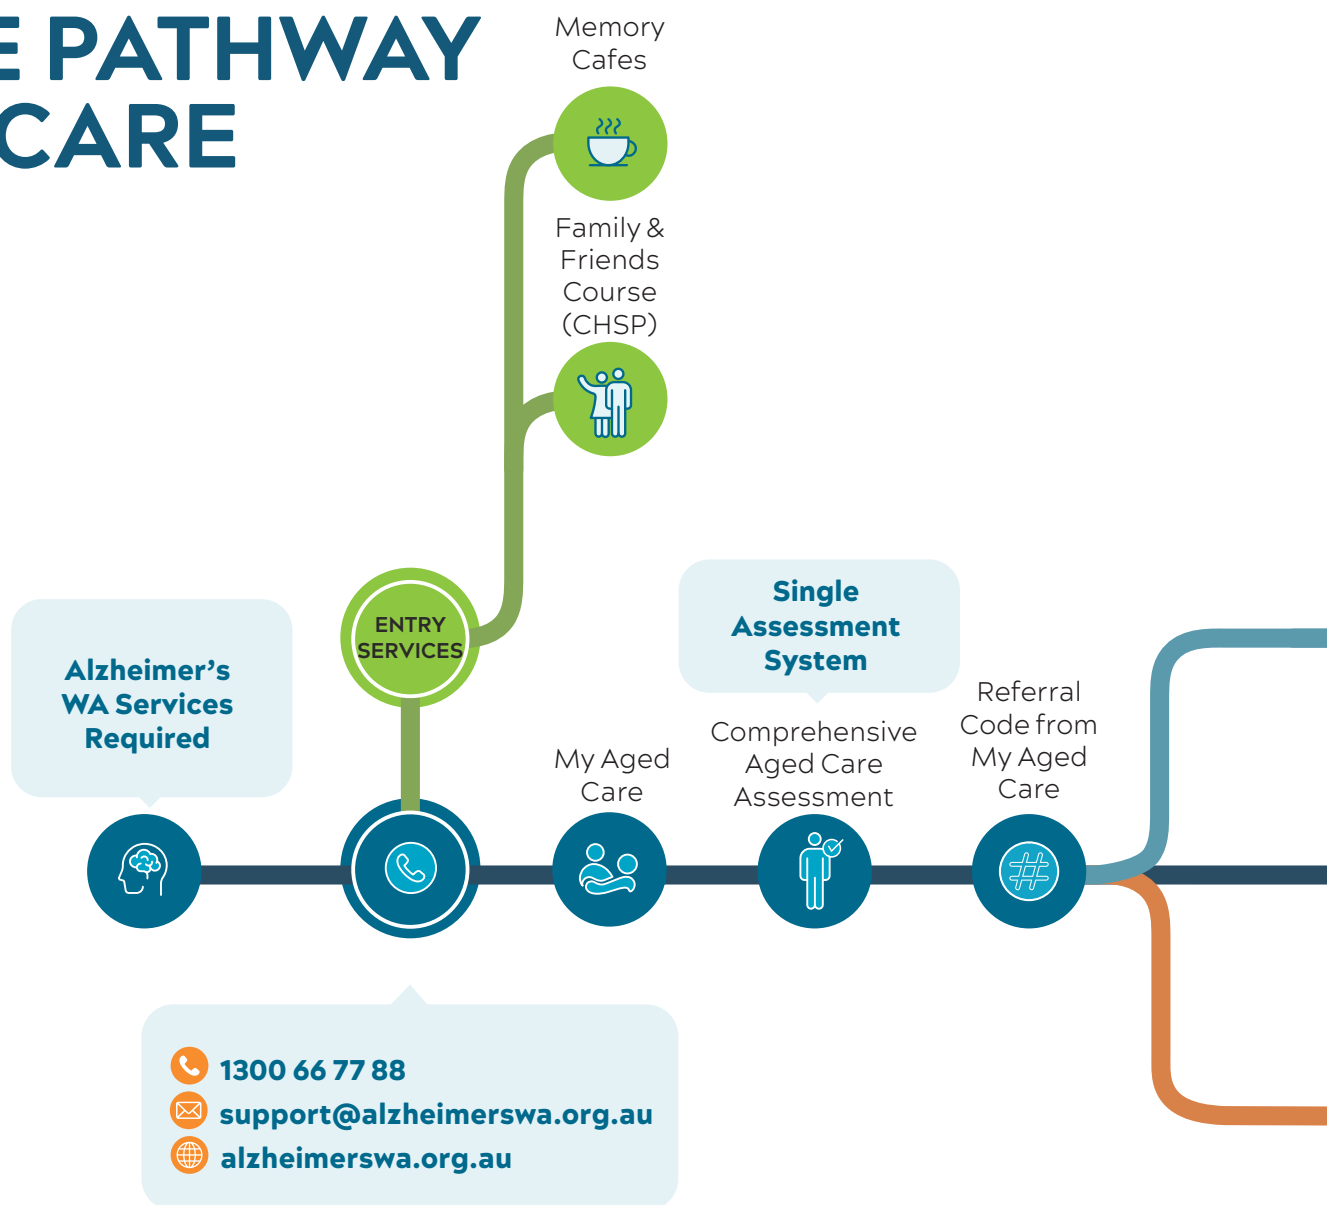 E PATHWAY
CARE
Memory
Cafes
Family &
Friends
Course
(CHSP)
ENTRY
SERVICES
Alzheimer’s
WA Services
Required
Single
Assessment
System
My Aged
Care
Comprehensive
Aged Care
Assessment
Referral
Code from
My Aged
Care
#
1300 66 77 88
support@alzheimerswa.org.au
alzheimerswa.org.au